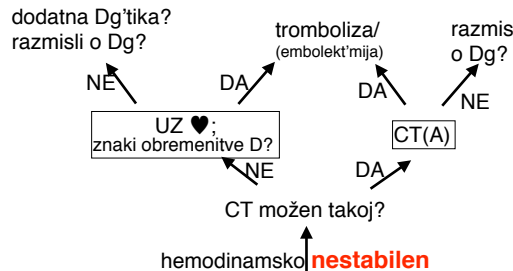 dodatna Dg'tika?
razmisli o Dg?
tromboliza/
(embolekt'mija)
razmis
o Dg?
NE
DA
DA
NE
UZ ♥;
znaki obremenitve D?
CT(A)
NE
DA
CT možen takoj?
hemodinamsko nestabilen